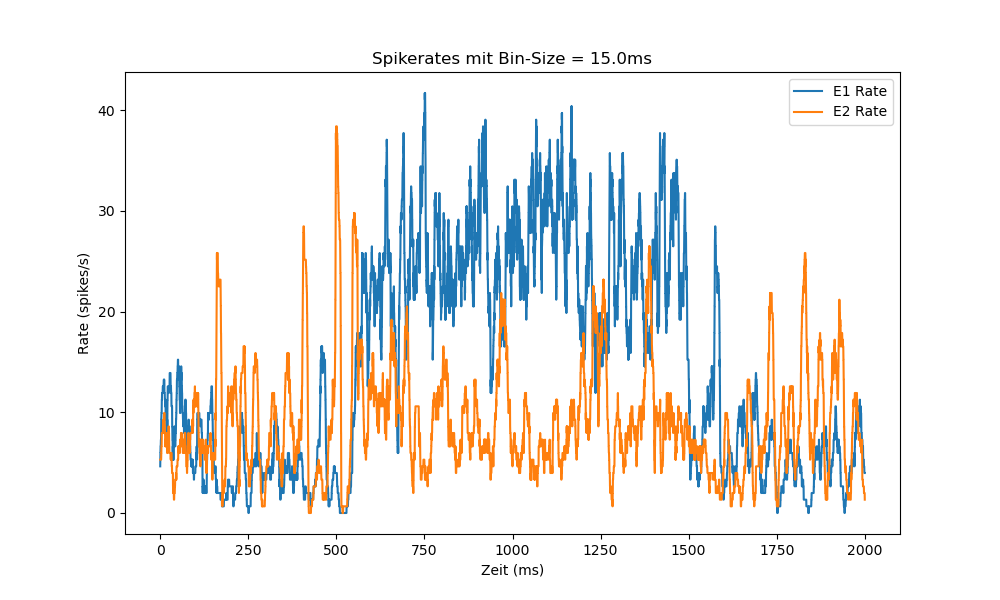 Spikerates mit Bin-Size = 15.0ms
E1 Rate
E2 Rate
Rate (spikes/s)
40
30
20
10
0
0 250 500 750 1000 1250 1500 1750 2000
Zeit (ms)